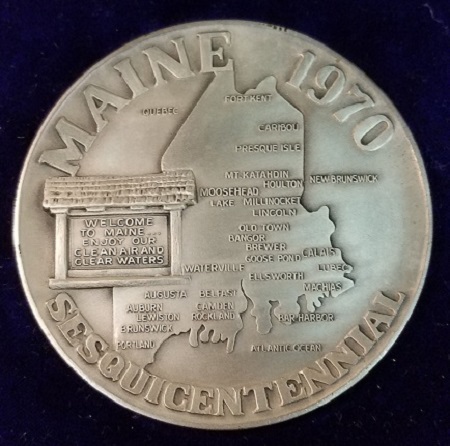 MAINE 1970
QUEBEC
FORT KENT
CARIBOU
PRESQUE ISLE
MT. KATAHDIN
HOULTON
NEW BRUNSWICK
MOOSEHEAD
LAKE
MILLINOCKET
LINCOLN
WELCOME
TO MAINE....
ENJOY OUR
CLEAN AIR AND
CLEAR WATERS
OLD TOWN
BANGOR
BREWER
GOOSE POND
CALAIS
WATERVILLE
LUBEC
ELLSWORTH
MACHIAS
AUGUSTA
BELFAST
AUBURN
CAMDEN
LEWISTON
ROCKLAND
BAR HARBOR
BRUNSWICK
PORTLAND
ATLANTIC OCEAN
SESQUICENTENNIAL